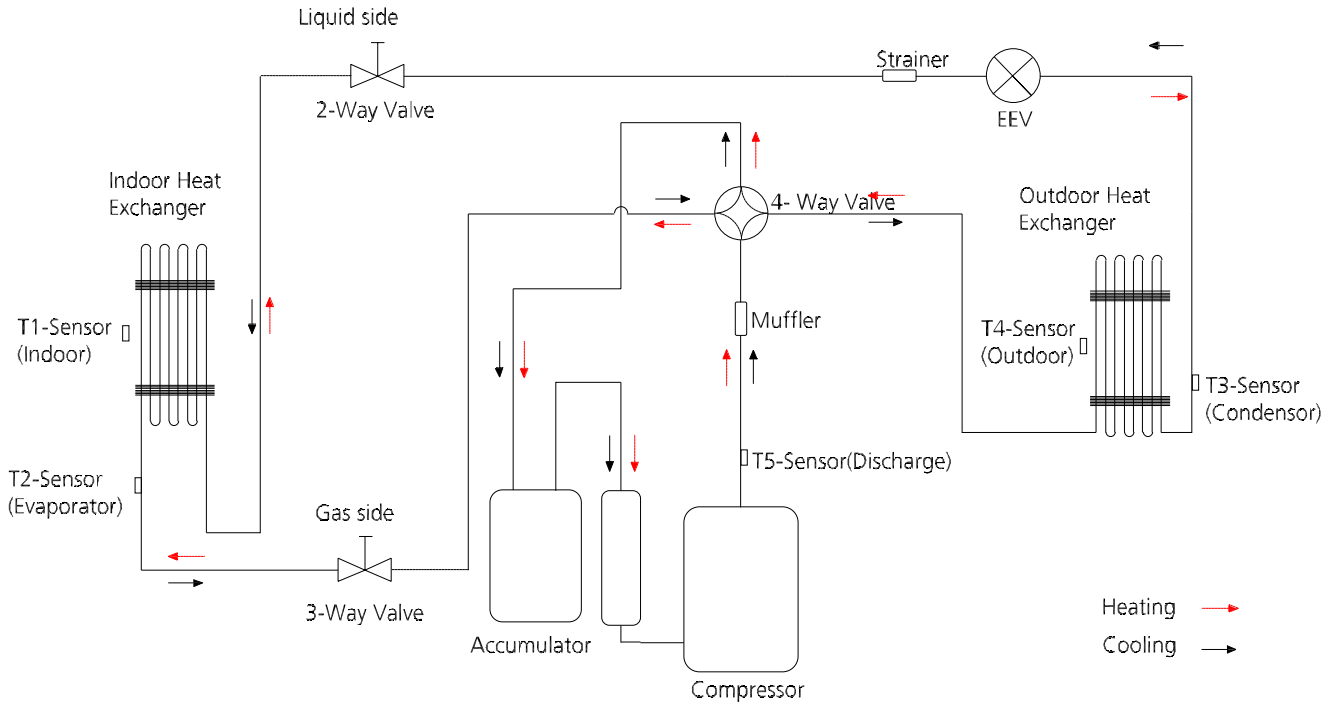 Liquid side
2-Way Valve
Strainer
EEV
Indoor Heat
Exchanger
4- Way Valve
Outdoor Heat
Exchanger
T1-Sensor
(Indoor)
Muffler
T4-Sensor
(Outdoor)
T3-Sensor
(Condensor)
T2-Sensor
(Evaporator)
T5-Sensor(Discharge)
Gas side
3-Way Valve
Accumulator
Compressor
Heating
Cooling